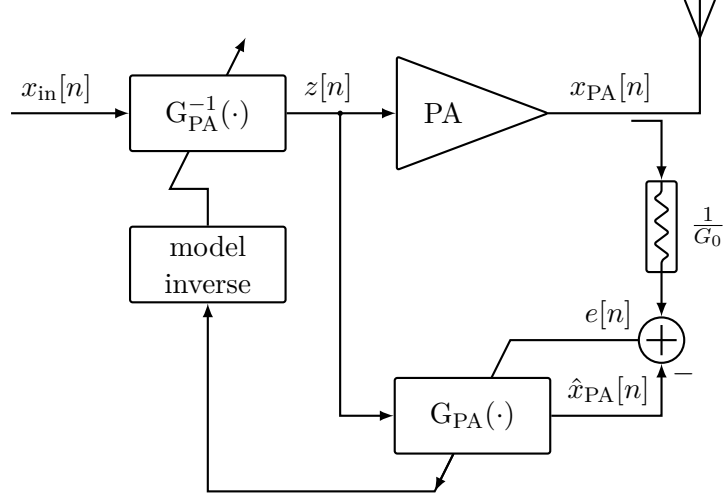 x_in[n]
G_PA^{-1}(·)
z[n]
PA
x_PA[n]
1/G_0
model
inverse
e[n]
G_PA(·)
x̂_PA[n]
−